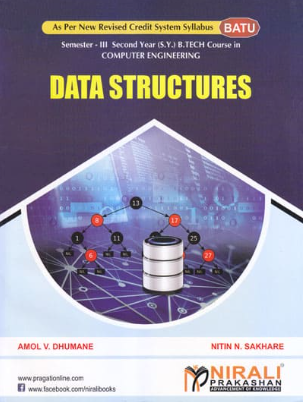 As Per New Revised Credit System Syllabus BATU
Semester - III Second Year (S.Y.) B.TECH Course in
COMPUTER ENGINEERING
DATA STRUCTURES
13
8 17
1 11 25
6 27
AMOL V. DHUMANE NITIN N. SAKHARE
www.pragationline.com
www.facebook.com/niralibooks
NIRALI
PRAKASHAN
ADVANCEMENT OF KNOWLEDGE